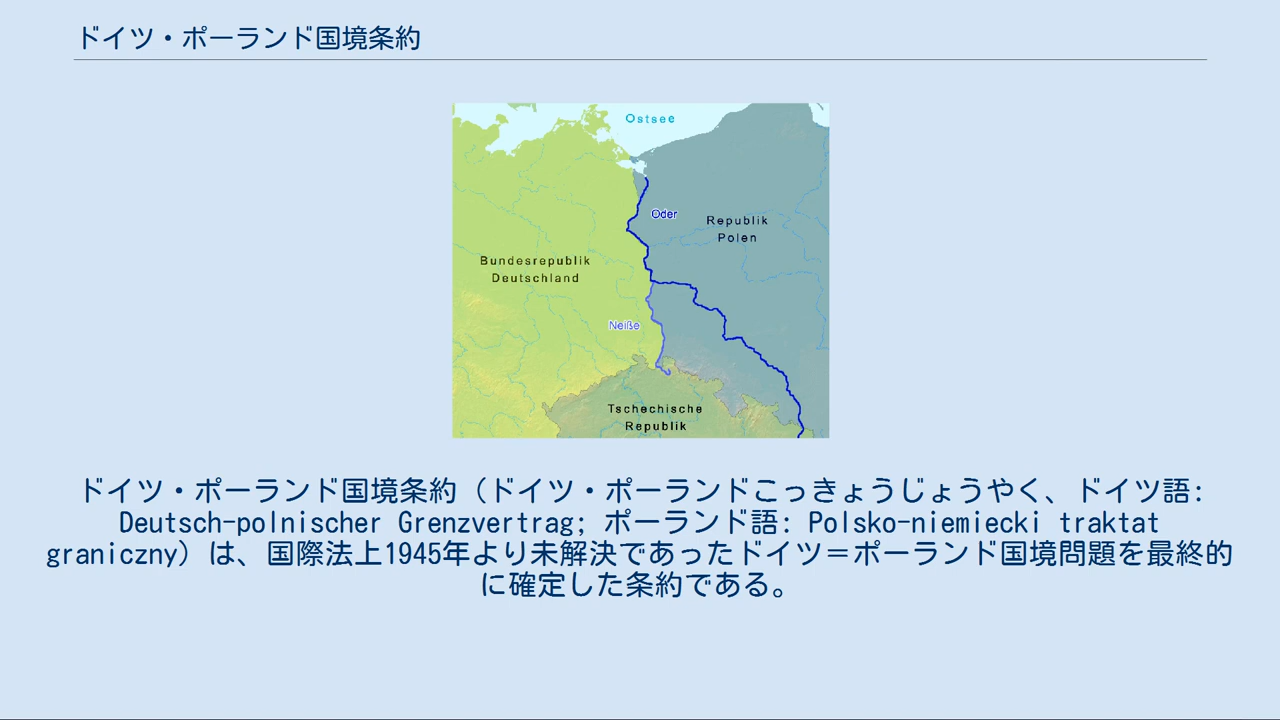 ドイツ・ポーランド国境条約
Ostsee
Oder
Republik
Polen
Bundesrepublik
Deutschland
Neiße
Tschechische
Republik
ドイツ・ポーランド国境条約（ドイツ・ポーランドこっきょうじょうやく、ドイツ語:
Deutsch-polnischer Grenzvertrag; ポーランド語: Polsko-niemiecki traktat
graniczny）は、国際法上1945年より未解決であったドイツ＝ポーランド国境問題を最終的
に確定した条約である。